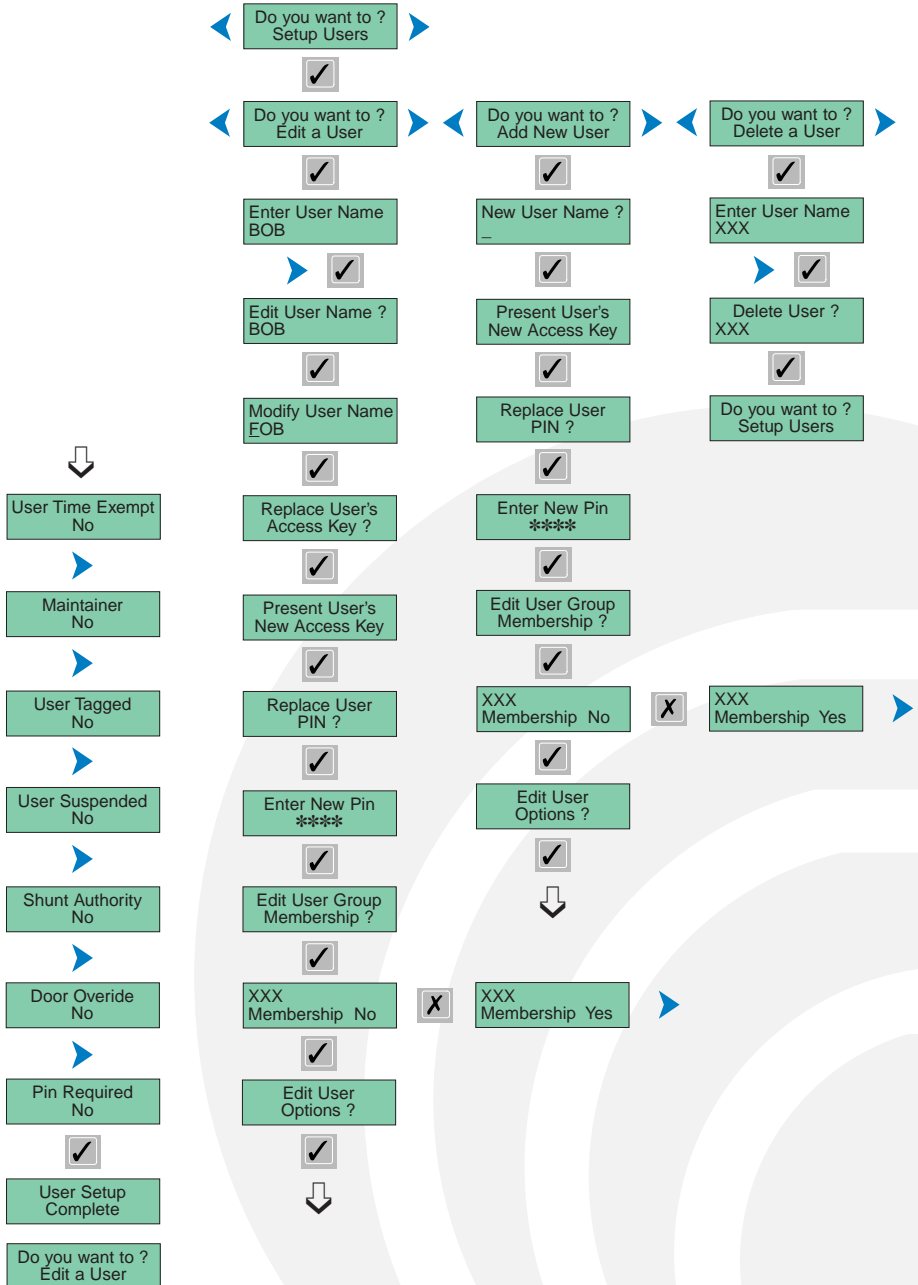 Do you want to ?
Setup Users
Do you want to ?
Edit a User
Enter User Name
BOB
Edit User Name ?
BOB
Modify User Name
FOB
Replace User's
Access Key ?
Present User's
New Access Key
Replace User
PIN ?
Enter New Pin
****
Edit User Group
Membership ?
XXX
Membership No
XXX
Membership Yes
Edit User
Options ?
Do you want to ?
Add New User
New User Name ?
_
Present User's
New Access Key
Replace User
PIN ?
Enter New Pin
****
Edit User Group
Membership ?
XXX
Membership No
XXX
Membership Yes
Edit User
Options ?
Do you want to ?
Delete a User
Enter User Name
XXX
Delete User ?
XXX
Do you want to ?
Setup Users
User Time Exempt
No
Maintainer
No
User Tagged
No
User Suspended
No
Shunt Authority
No
Door Overide
No
Pin Required
No
User Setup
Complete
Do you want to ?
Edit a User